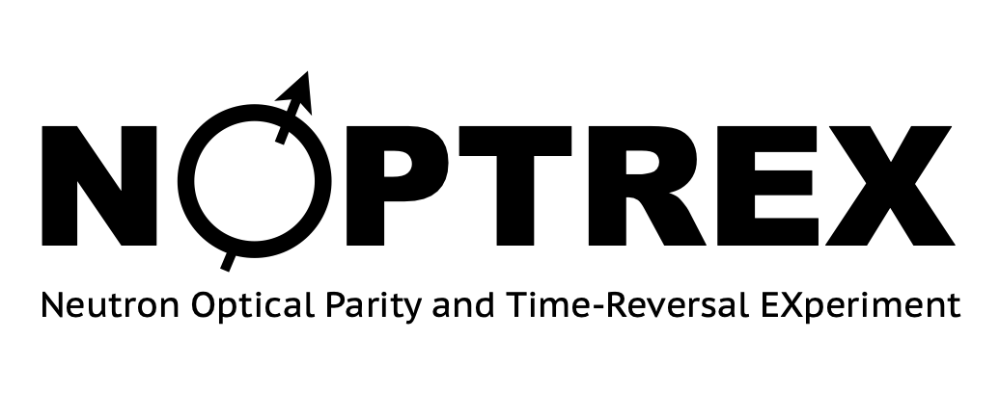 NOPTREX
Neutron Optical Parity and Time-Reversal EXperiment